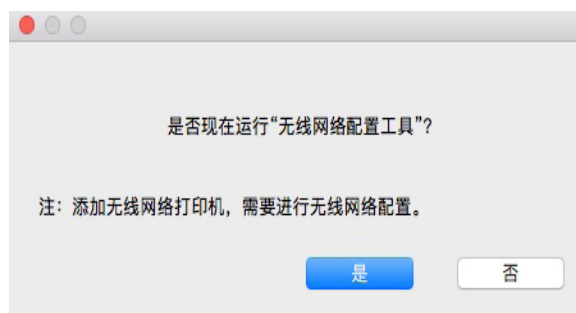 是否现在运行“无线网络配置工具”?
注：添加无线网络打印机，需要进行无线网络配置。
是
否